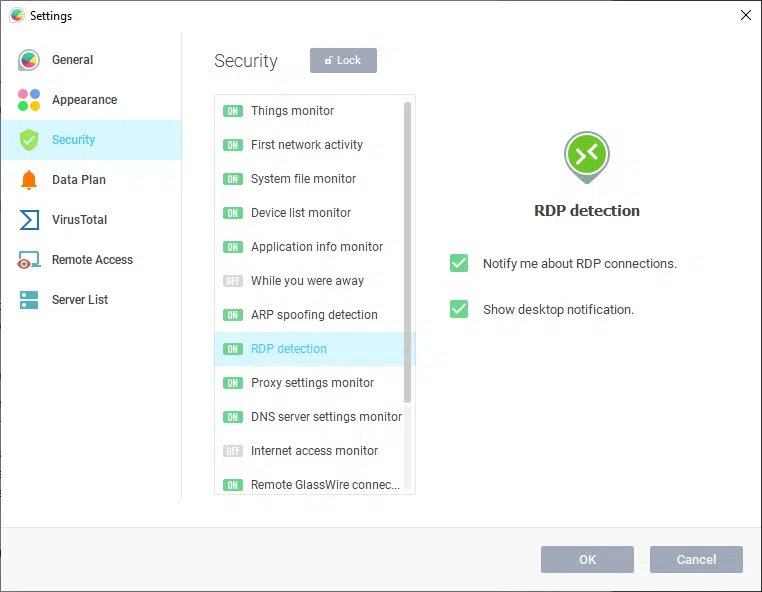 Settings
General
Appearance
Security
Data Plan
VirusTotal
Remote Access
Server List
Security
Lock
ON Things monitor
ON First network activity
ON System file monitor
ON Device list monitor
ON Application info monitor
OFF While you were away
ON ARP spoofing detection
ON RDP detection
ON Proxy settings monitor
ON DNS server settings monitor
OFF Internet access monitor
ON Remote GlassWire connec...
RDP detection
Notify me about RDP connections.
Show desktop notification.
OK
Cancel